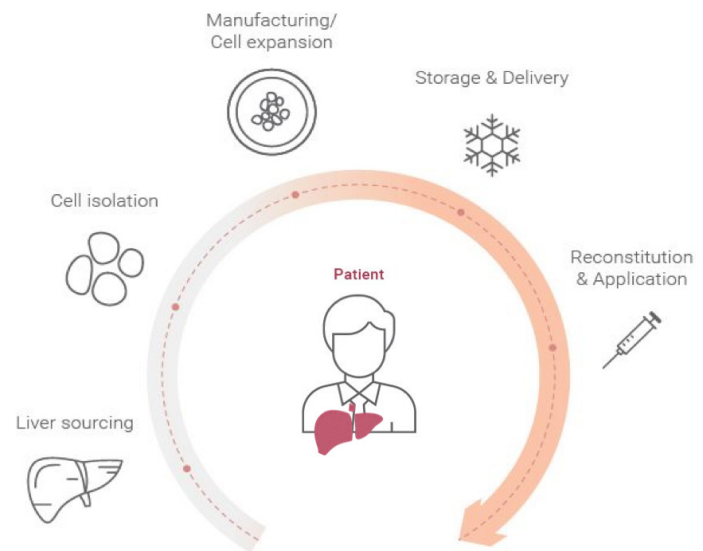 Manufacturing/
Cell expansion
Storage & Delivery
Cell isolation
Reconstitution
& Application
Patient
Liver sourcing